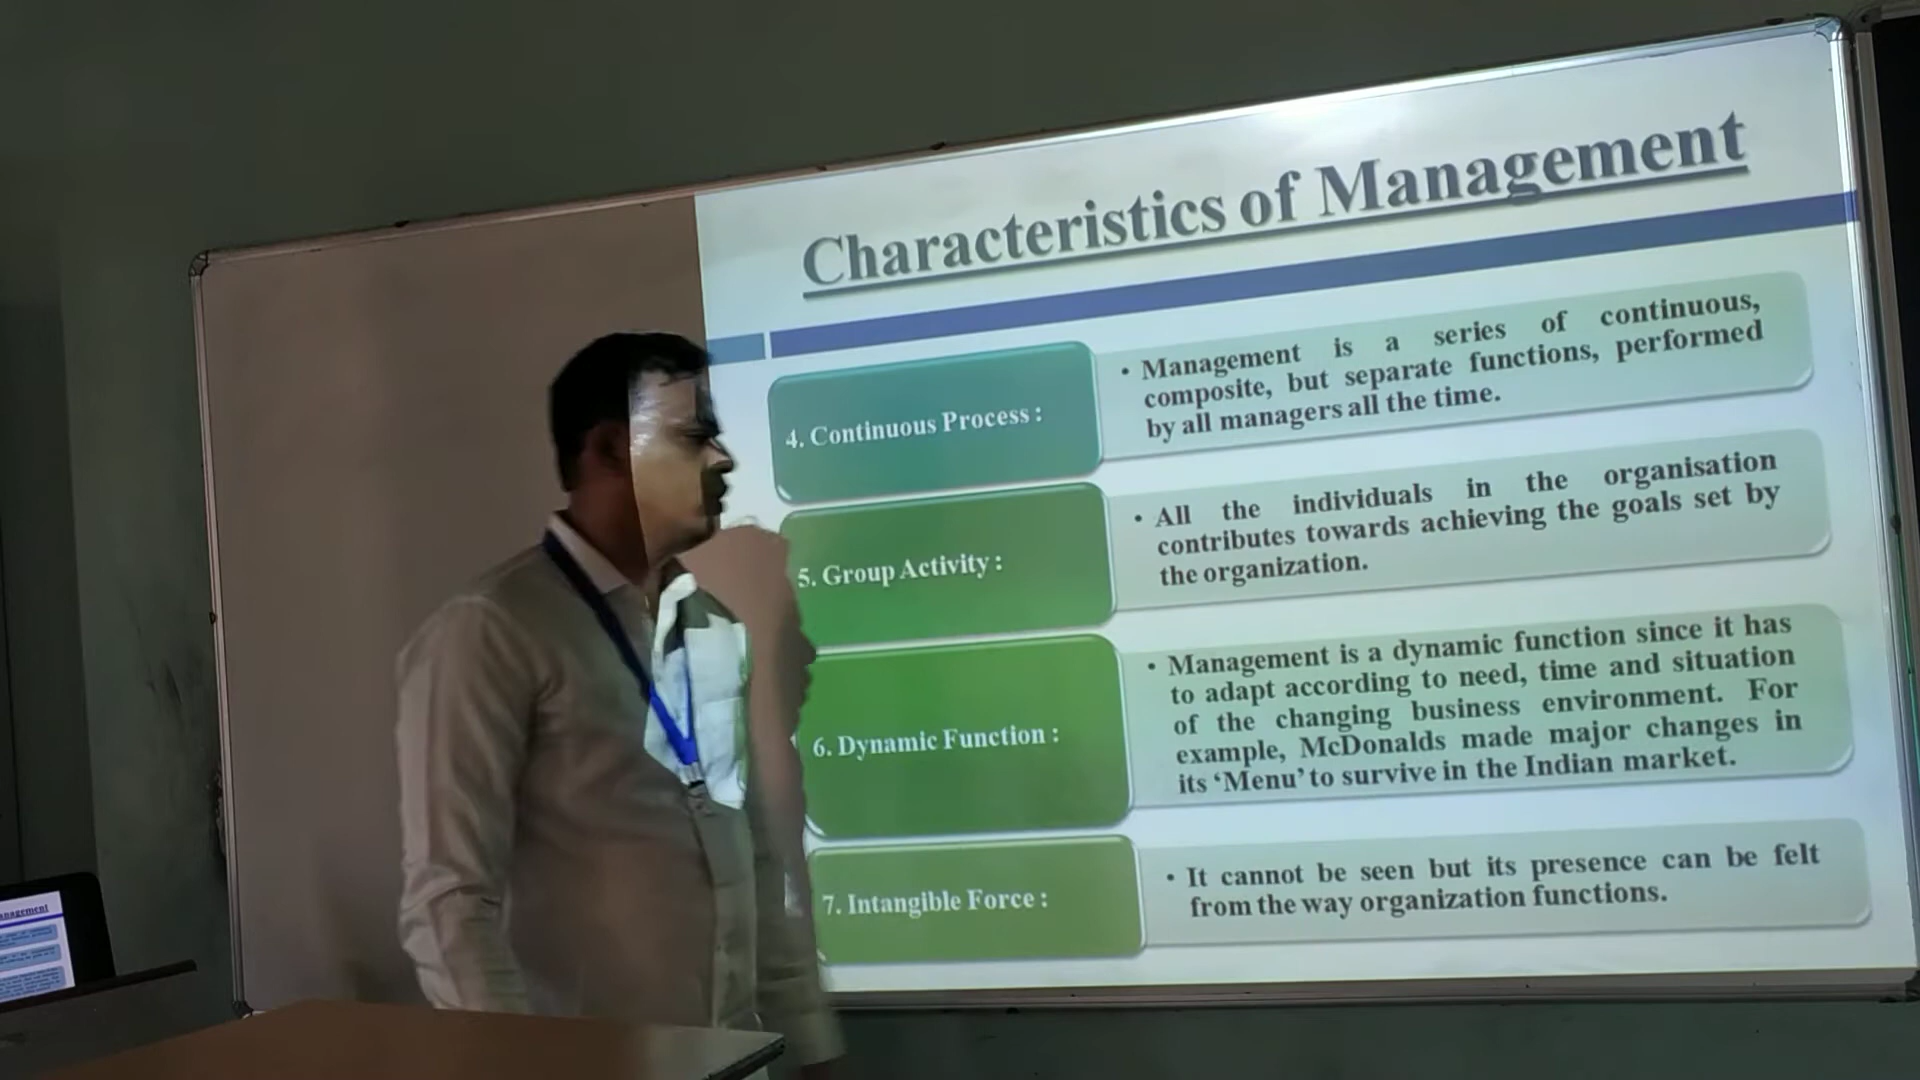 Characteristics of Management
4. Continuous Process :
• Management is a series of continuous,
composite, but separate functions, performed
by all managers all the time.
5. Group Activity :
• All the individuals in the organisation
contributes towards achieving the goals set by
the organization.
6. Dynamic Function :
• Management is a dynamic function since it has
to adapt according to need, time and situation
of the changing business environment. For
example, McDonalds made major changes in
its ‘Menu’ to survive in the Indian market.
7. Intangible Force :
• It cannot be seen but its presence can be felt
from the way organization functions.